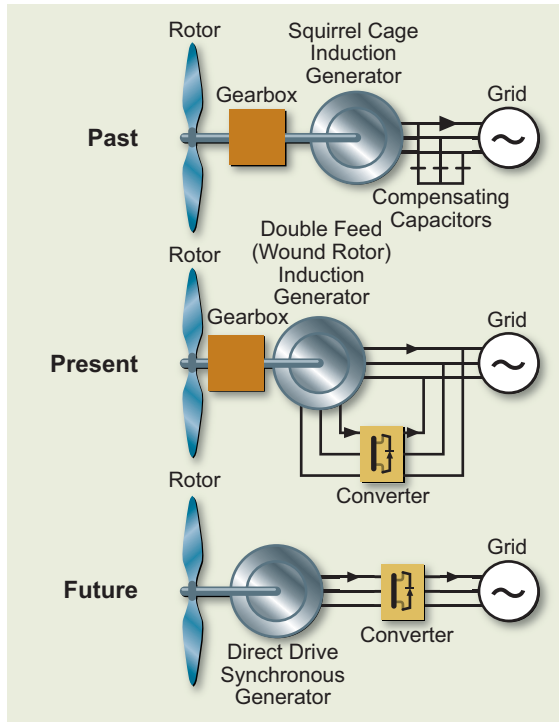 Rotor
Squirrel Cage
Induction
Generator
Gearbox
Grid
Past
Compensating
Capacitors
Rotor
Double Feed
(Wound Rotor)
Induction
Generator
Gearbox
Grid
Present
Converter
Rotor
Grid
Future
Converter
Direct Drive
Synchronous
Generator